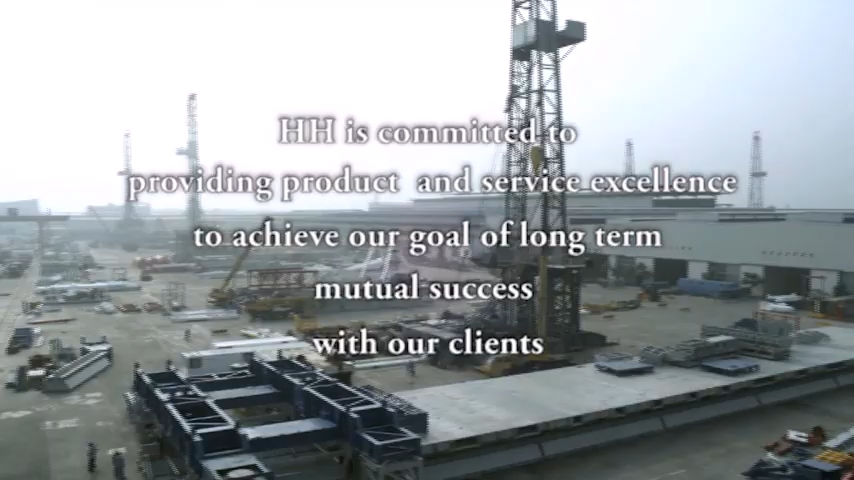 HH is committed to
providing product and service excellence
to achieve our goal of long term
mutual success
with our clients